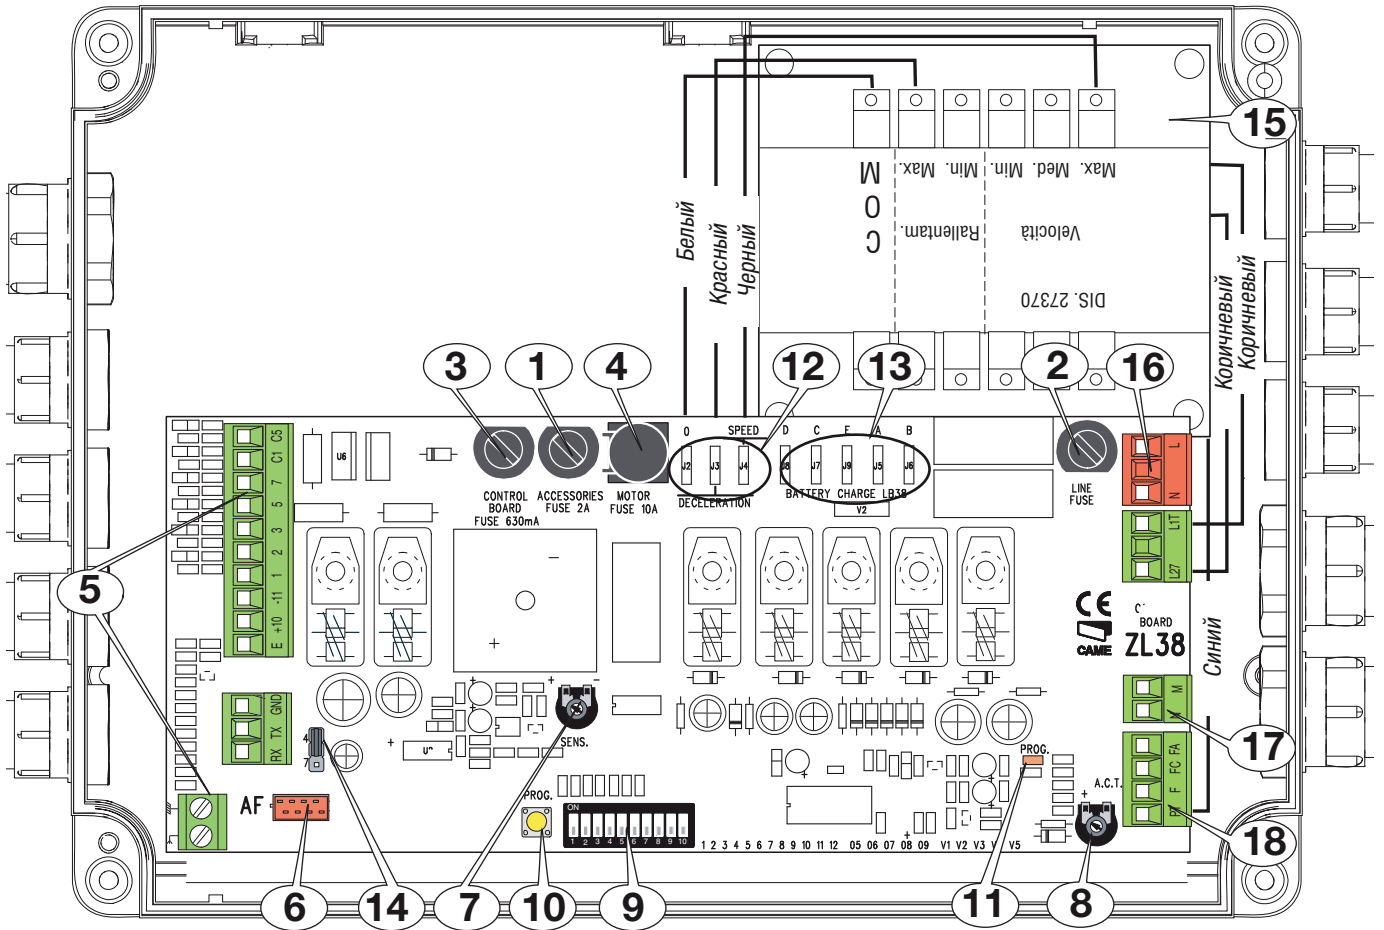 15
M
O
C
Max.
Min.
Rallentam.
Min.
Med.
Max.
Velocità
DIS. 27370
Белый
Красный
Черный
Коричневый
Коричневый
3
1
4
12
13
2
16
O SPEED D C E A B
J2 J3 J4 J8 J7 J9 J5 J6
DECELERATION
BATTERY CHARGE LB38
V2
CONTROL
BOARD
FUSE 630mA
ACCESSORIES
FUSE 2A
MOTOR
FUSE 10A
LINE
FUSE
U6
C5
C1
7
5
3
2
1
-11
+10
E
L
N
L1T
L2T
5
CE
CAME
BOARD
ZL38
Синий
GND
TX
RX
4
7
SENS.
M
17
PROG.
A.C.T.
FA
FC
F
AF
PROG.
ON
1 2 3 4 5 6 7 8 9 10
1 2 3 4 5 6 7 8 9 10 11 12 05 06 07 08 09 V1 V2 V3 V5
18
6
14
7
10
9
11
8